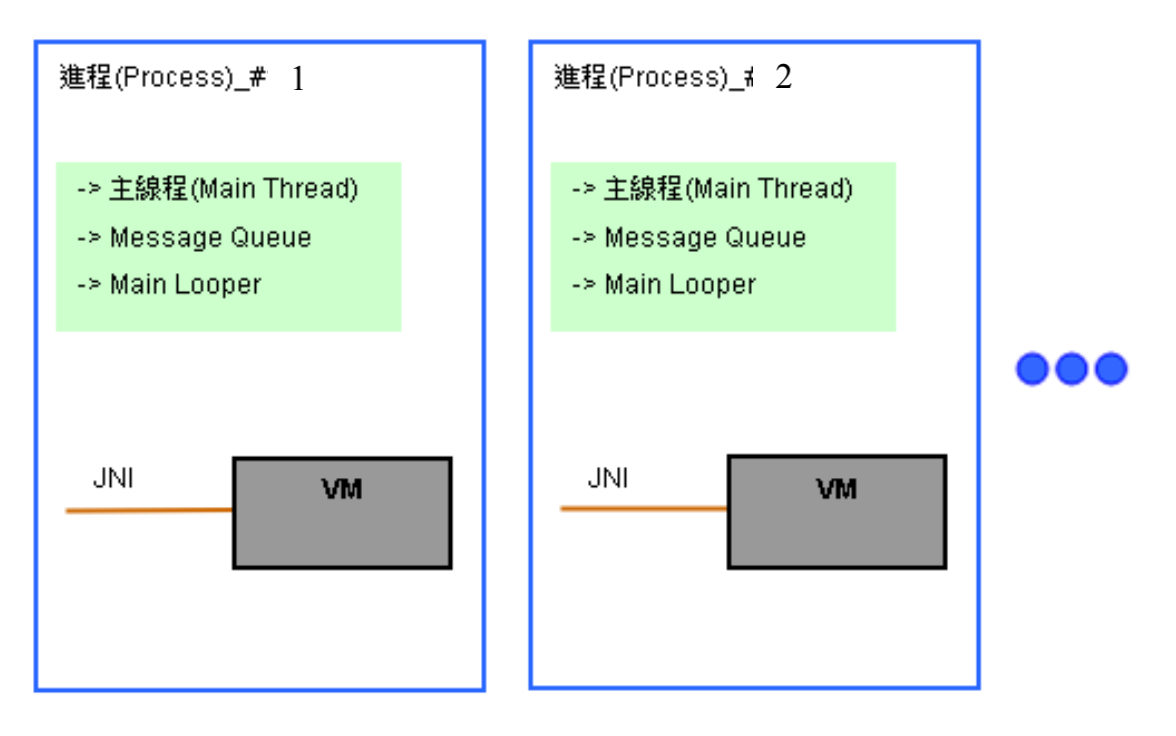 進程(Process)_# 1
-> 主線程(Main Thread)
-> Message Queue
-> Main Looper
JNI
VM
進程(Process)_# 2
-> 主線程(Main Thread)
-> Message Queue
-> Main Looper
JNI
VM